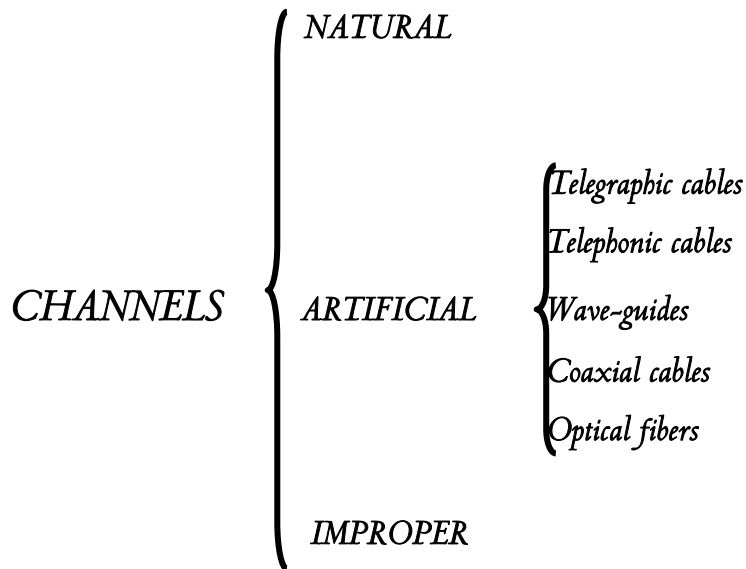 NATURAL
Telegraphic cables
Telephonic cables
CHANNELS
ARTIFICIAL
Wave-guides
Coaxial cables
Optical fibers
IMPROPER